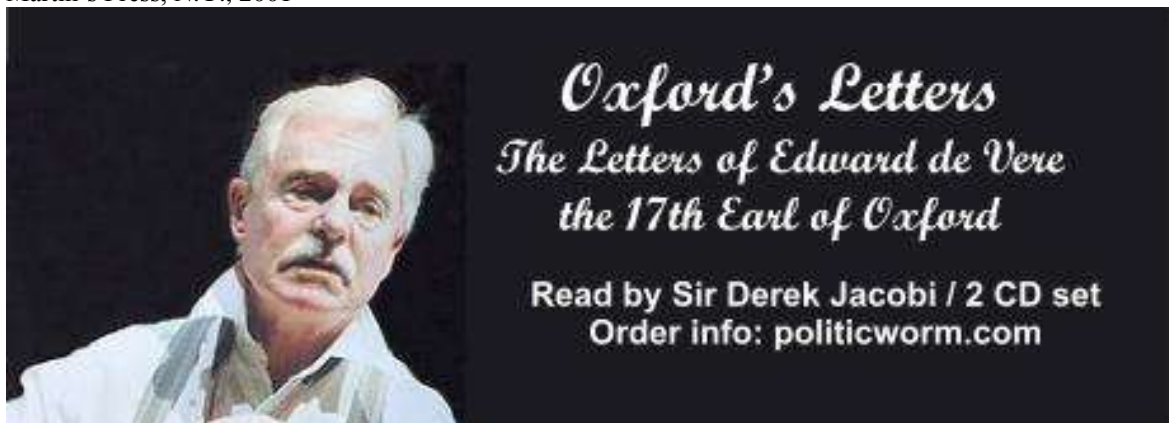 Oxford's Letters
The Letters of Edward de Vere
the 17th Earl of Oxford
Read by Sir Derek Jacobi / 2 CD set
Order info: politicworm.com